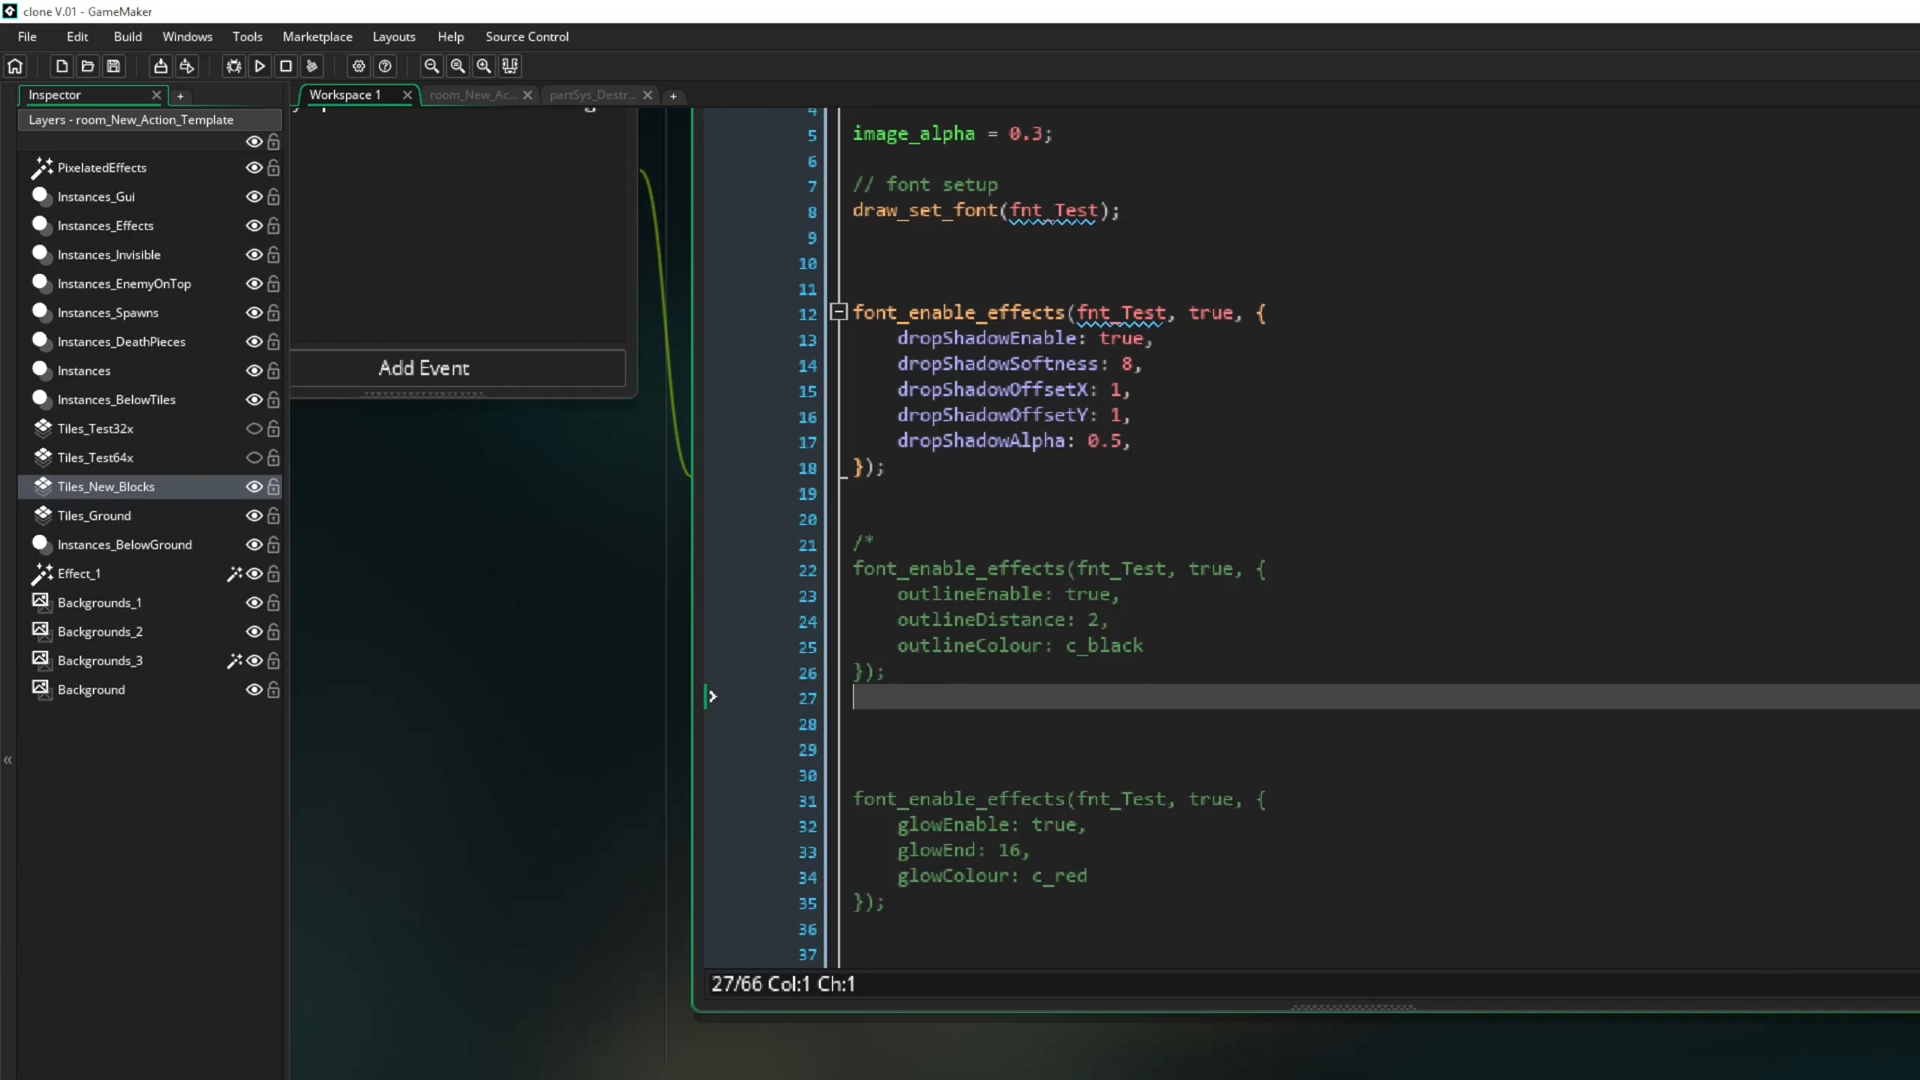 clone V.01 - GameMaker
File Edit Build Windows Tools Marketplace Layouts Help Source Control
Inspector
Workspace 1
room_New_Ac...
partSys_Destr...
Layers - room_New_Action_Template
PixelatedEffects
Instances_Gui
Instances_Effects
Instances_Invisible
Instances_EnemyOnTop
Instances_Spawns
Instances_DeathPieces
Instances
Instances_BelowTiles
Tiles_Test32x
Tiles_Test64x
Tiles_New_Blocks
Tiles_Ground
Instances_BelowGround
Effect_1
Backgrounds_1
Backgrounds_2
Backgrounds_3
Background
Add Event
4
5 image_alpha = 0.3;
6
7 // font setup
8 draw_set_font(fnt_Test);
9
10
11
12 font_enable_effects(fnt_Test, true, {
13 dropShadowEnable: true,
14 dropShadowSoftness: 8,
15 dropShadowOffsetX: 1,
16 dropShadowOffsetY: 1,
17 dropShadowAlpha: 0.5,
18 });
19
20
21 /*
22 font_enable_effects(fnt_Test, true, {
23 outlineEnable: true,
24 outlineDistance: 2,
25 outlineColour: c_black
26 });
27
28
29
30
31 font_enable_effects(fnt_Test, true, {
32 glowEnable: true,
33 glowEnd: 16,
34 glowColour: c_red
35 });
36
37
27/66 Col:1 Ch:1